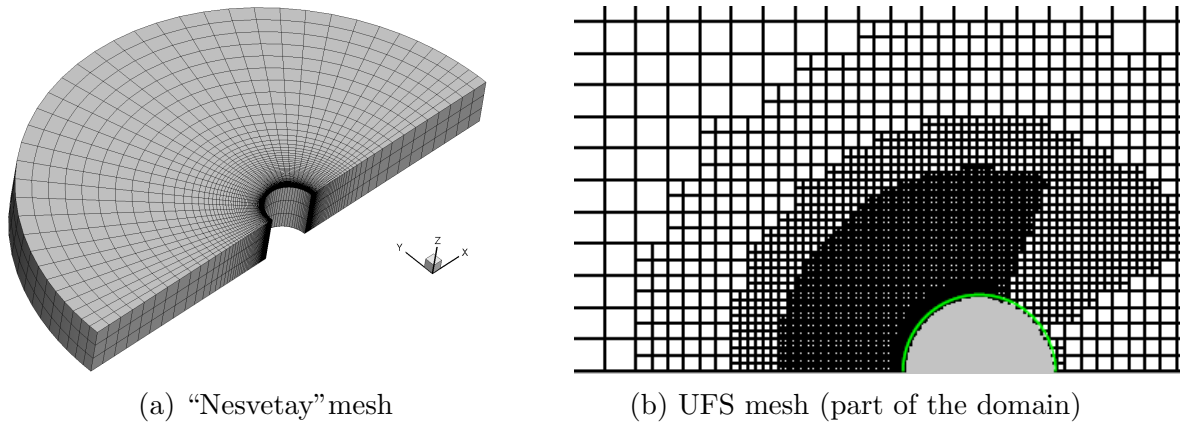 Y
Z
X
(a) “Nesvetay”mesh
(b) UFS mesh (part of the domain)